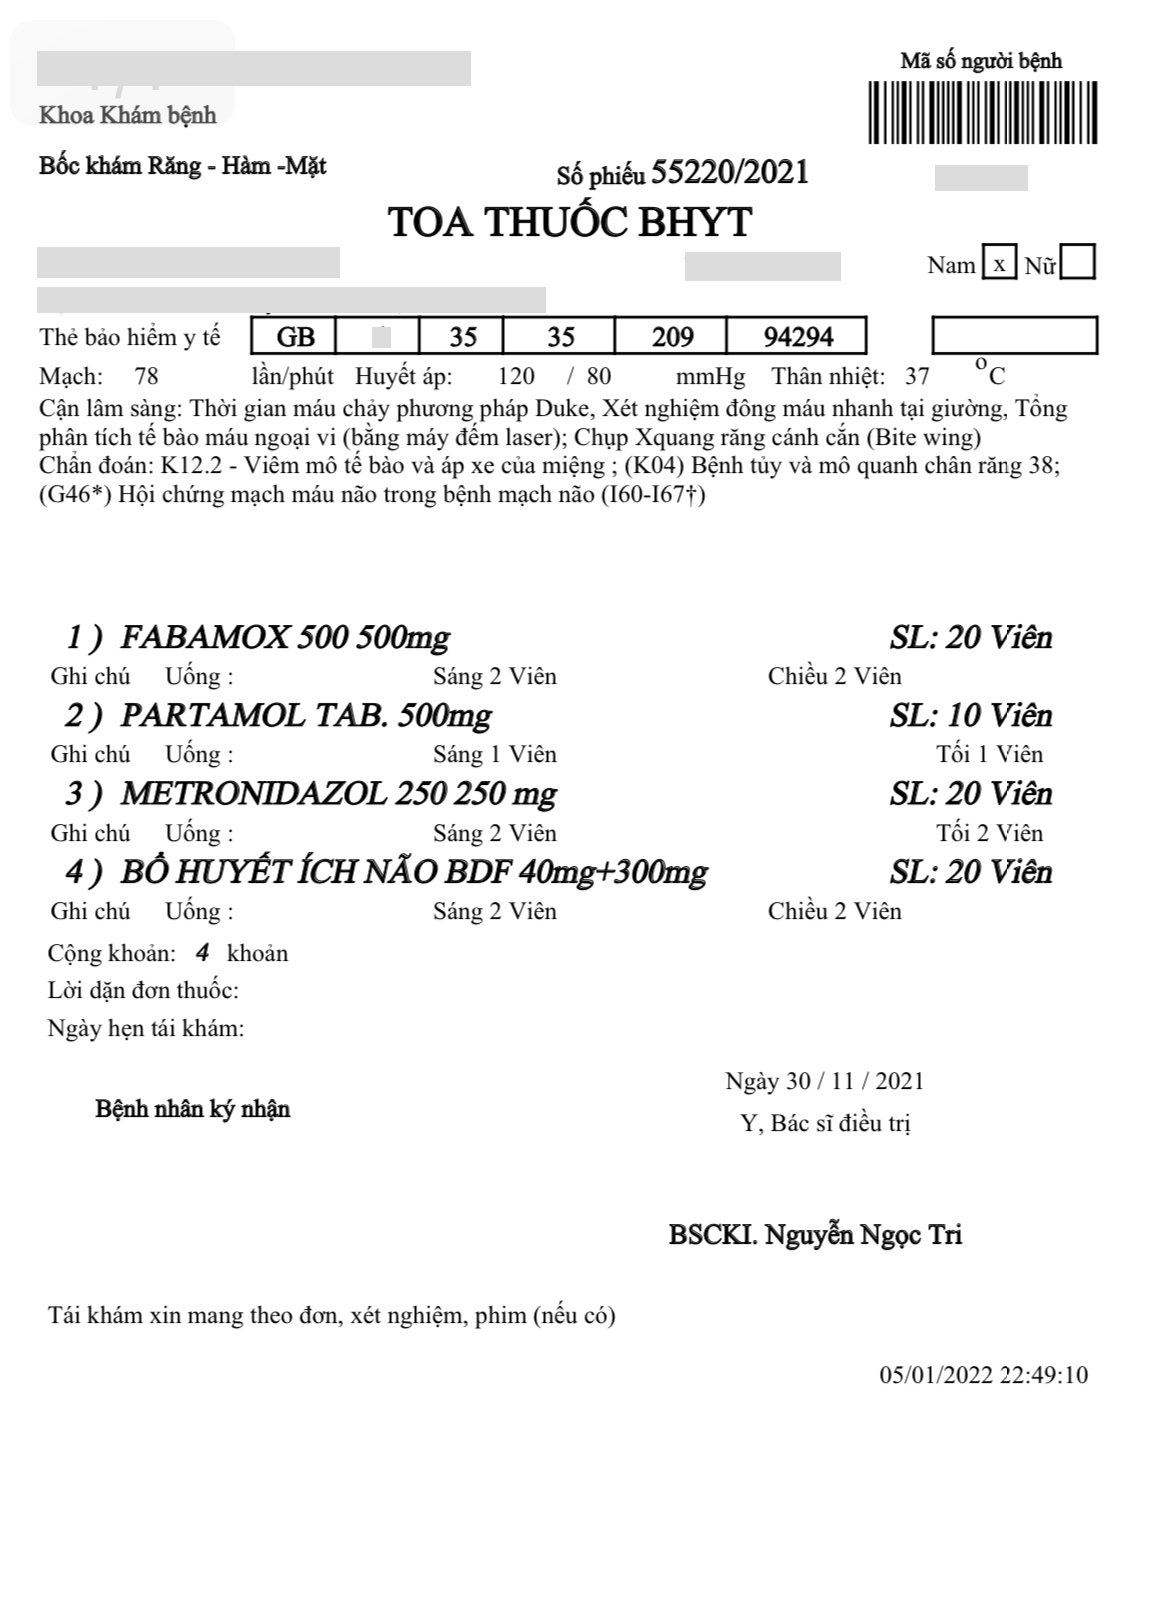 Mã số người bệnh
Khoa Khám bệnh
Bốc khám Răng - Hàm -Mặt
Số phiếu 55220/2021
TOA THUỐC BHYT
Nam x Nữ
Thẻ bảo hiểm y tế GB 35 35 209 94294
Mạch: 78 lần/phút Huyết áp: 120 / 80 mmHg Thân nhiệt: 37 ºC
Cận lâm sàng: Thời gian máu chảy phương pháp Duke, Xét nghiệm đông máu nhanh tại giường, Tổng
phân tích tế bào máu ngoại vi (bằng máy đếm laser); Chụp Xquang răng cánh cắn (Bite wing)
Chẩn đoán: K12.2 - Viêm mô tế bào và áp xe của miệng ; (K04) Bệnh tủy và mô quanh chân răng 38;
(G46*) Hội chứng mạch máu não trong bệnh mạch não (I60-I67†)
1 ) FABAMOX 500 500mg SL: 20 Viên
Ghi chú Uống : Sáng 2 Viên Chiều 2 Viên
2 ) PARTAMOL TAB. 500mg SL: 10 Viên
Ghi chú Uống : Sáng 1 Viên Tối 1 Viên
3 ) METRONIDAZOL 250 250 mg SL: 20 Viên
Ghi chú Uống : Sáng 2 Viên Tối 2 Viên
4 ) BỔ HUYẾT ÍCH NÃO BDF 40mg+300mg SL: 20 Viên
Ghi chú Uống : Sáng 2 Viên Chiều 2 Viên
Cộng khoản: 4 khoản
Lời dặn đơn thuốc:
Ngày hẹn tái khám:
Ngày 30 / 11 / 2021
Bệnh nhân ký nhận
Y, Bác sĩ điều trị
BSCKI. Nguyễn Ngọc Tri
Tái khám xin mang theo đơn, xét nghiệm, phim (nếu có)
05/01/2022 22:49:10